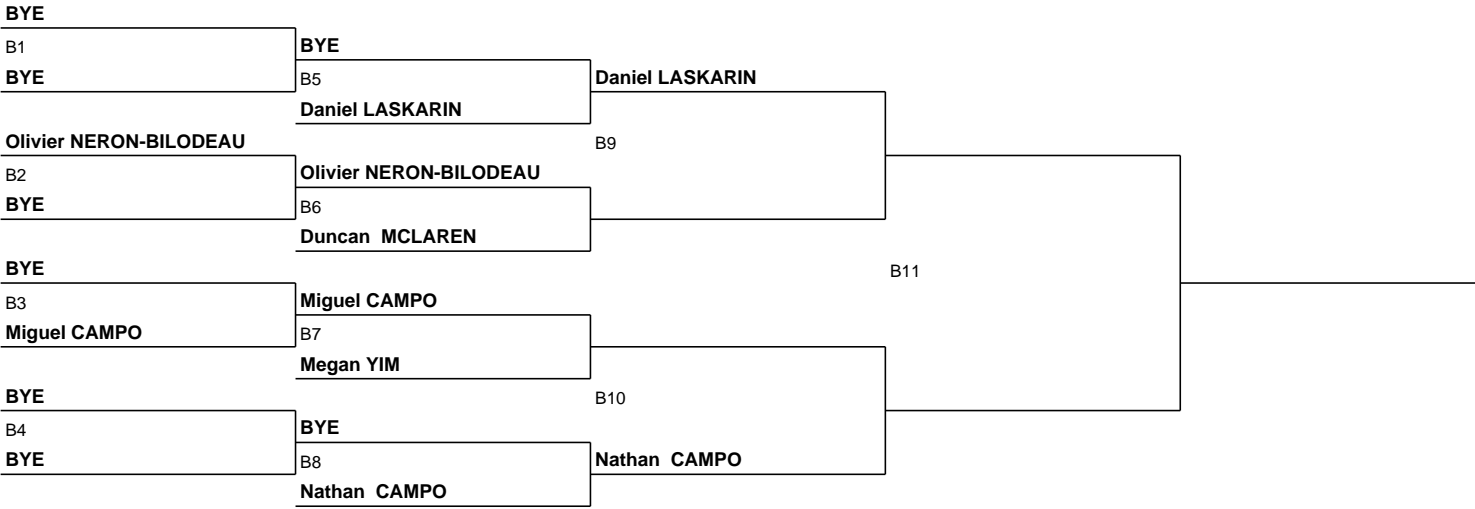 BYE
B1
BYE
BYE
B5
Daniel LASKARIN
Daniel LASKARIN
Olivier NERON-BILODEAU
B9
B2
Olivier NERON-BILODEAU
BYE
B6
Duncan MCLAREN
BYE
B11
B3
Miguel CAMPO
Miguel CAMPO
B7
Megan YIM
BYE
B10
B4
BYE
BYE
B8
Nathan CAMPO
Nathan CAMPO